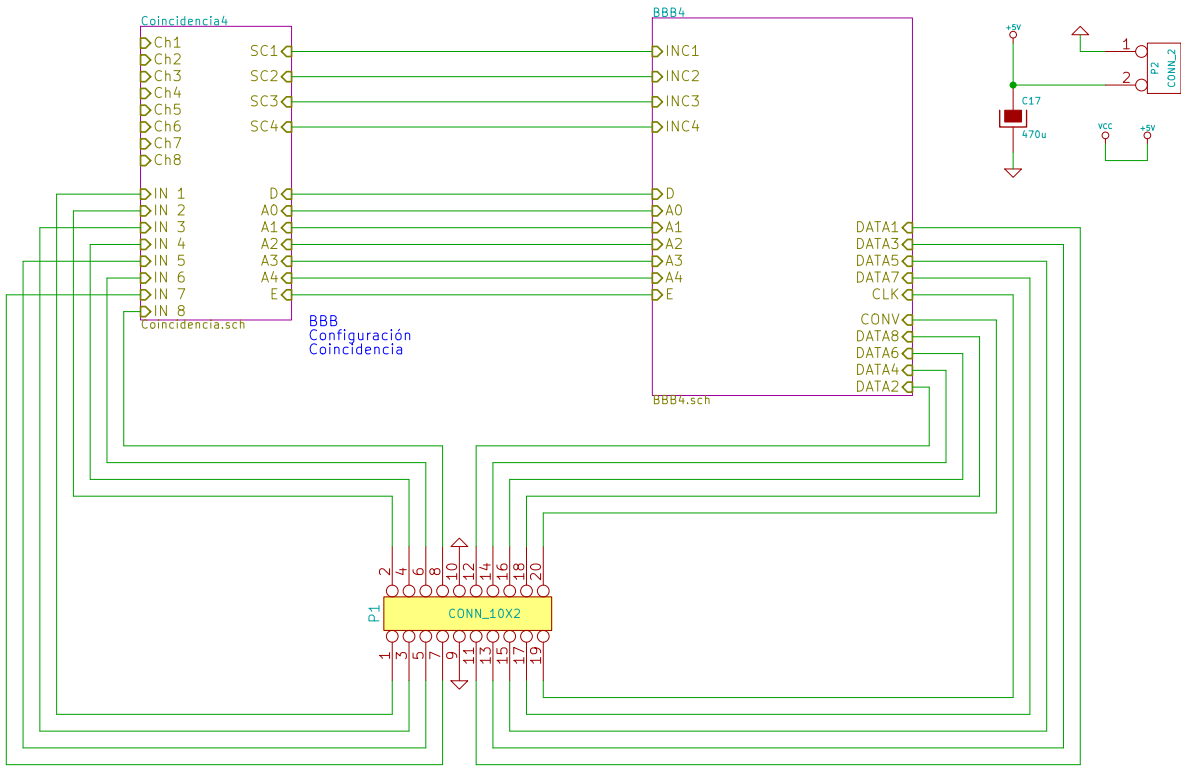 Coincidencia4
Ch1
Ch2
Ch3
Ch4
Ch5
Ch6
Ch7
Ch8
IN 1
IN 2
IN 3
IN 4
IN 5
IN 6
IN 7
IN 8
SC1
SC2
SC3
SC4
D
A0
A1
A2
A3
A4
E
Coincidencia.sch
BBB
Configuración
Coincidencia
BBB4
INC1
INC2
INC3
INC4
D
A0
A1
A2
A3
A4
E
DATA1
DATA3
DATA5
DATA7
CLK
CONV
DATA8
DATA6
DATA4
DATA2
BBB4.sch
+5V
C17
470u
1
2
P2
CONN_2
VCC
+5V
2
4
6
8
10
12
14
16
18
20
P1
CONN_10X2
1
3
5
7
9
11
13
15
17
19